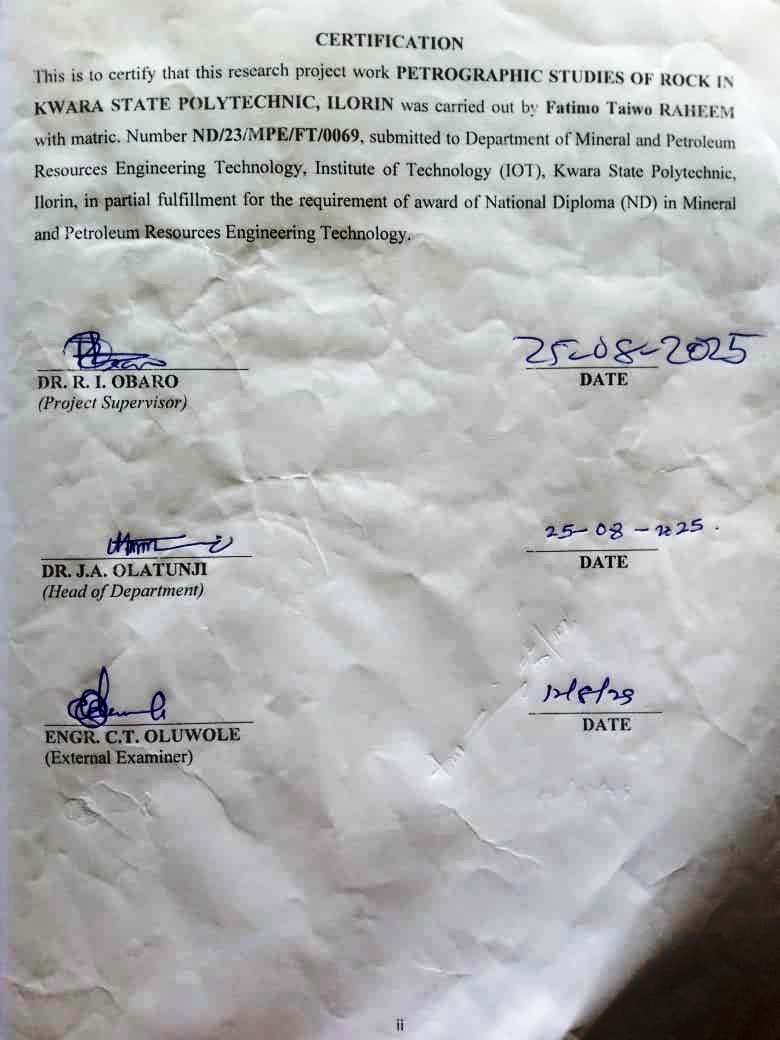 CERTIFICATION
This is to certify that this research project work PETROGRAPHIC STUDIES OF ROCK IN
KWARA STATE POLYTECHNIC, ILORIN was carried out by Fatimo Taiwo RAHEEM
with matric. Number ND/23/MPE/FT/0069, submitted to Department of Mineral and Petroleum
Resources Engineering Technology, Institute of Technology (IOT), Kwara State Polytechnic,
Ilorin, in partial fulfillment for the requirement of award of National Diploma (ND) in Mineral
and Petroleum Resources Engineering Technology.
25-08-2025
DR. R. I. OBARO DATE
(Project Supervisor)
25-08-2025.
DR. J.A. OLATUNJI DATE
(Head of Department)
ENGR. C.T. OLUWOLE DATE
(External Examiner)
ii